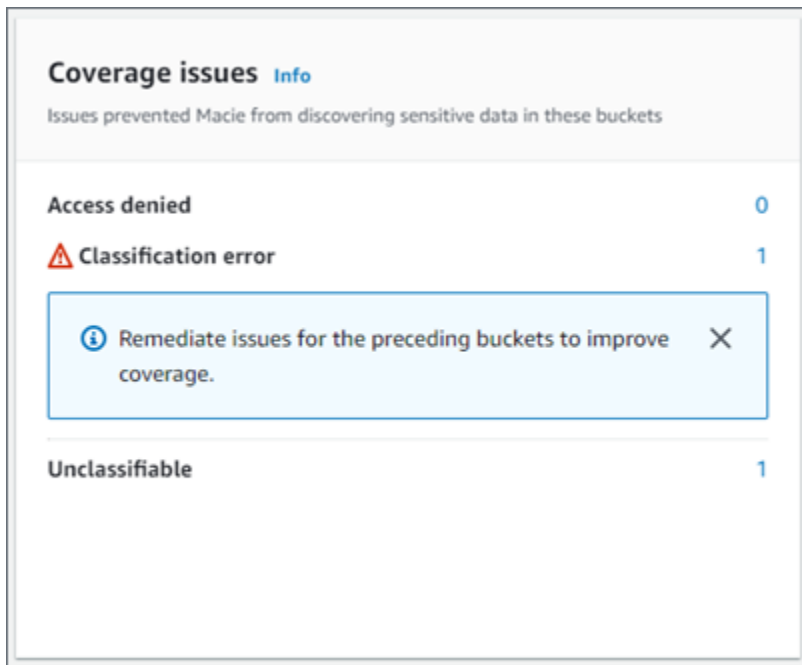 Coverage issues Info
Issues prevented Macie from discovering sensitive data in these buckets
Access denied 0
Classification error 1
Remediate issues for the preceding buckets to improve
coverage.
Unclassifiable 1